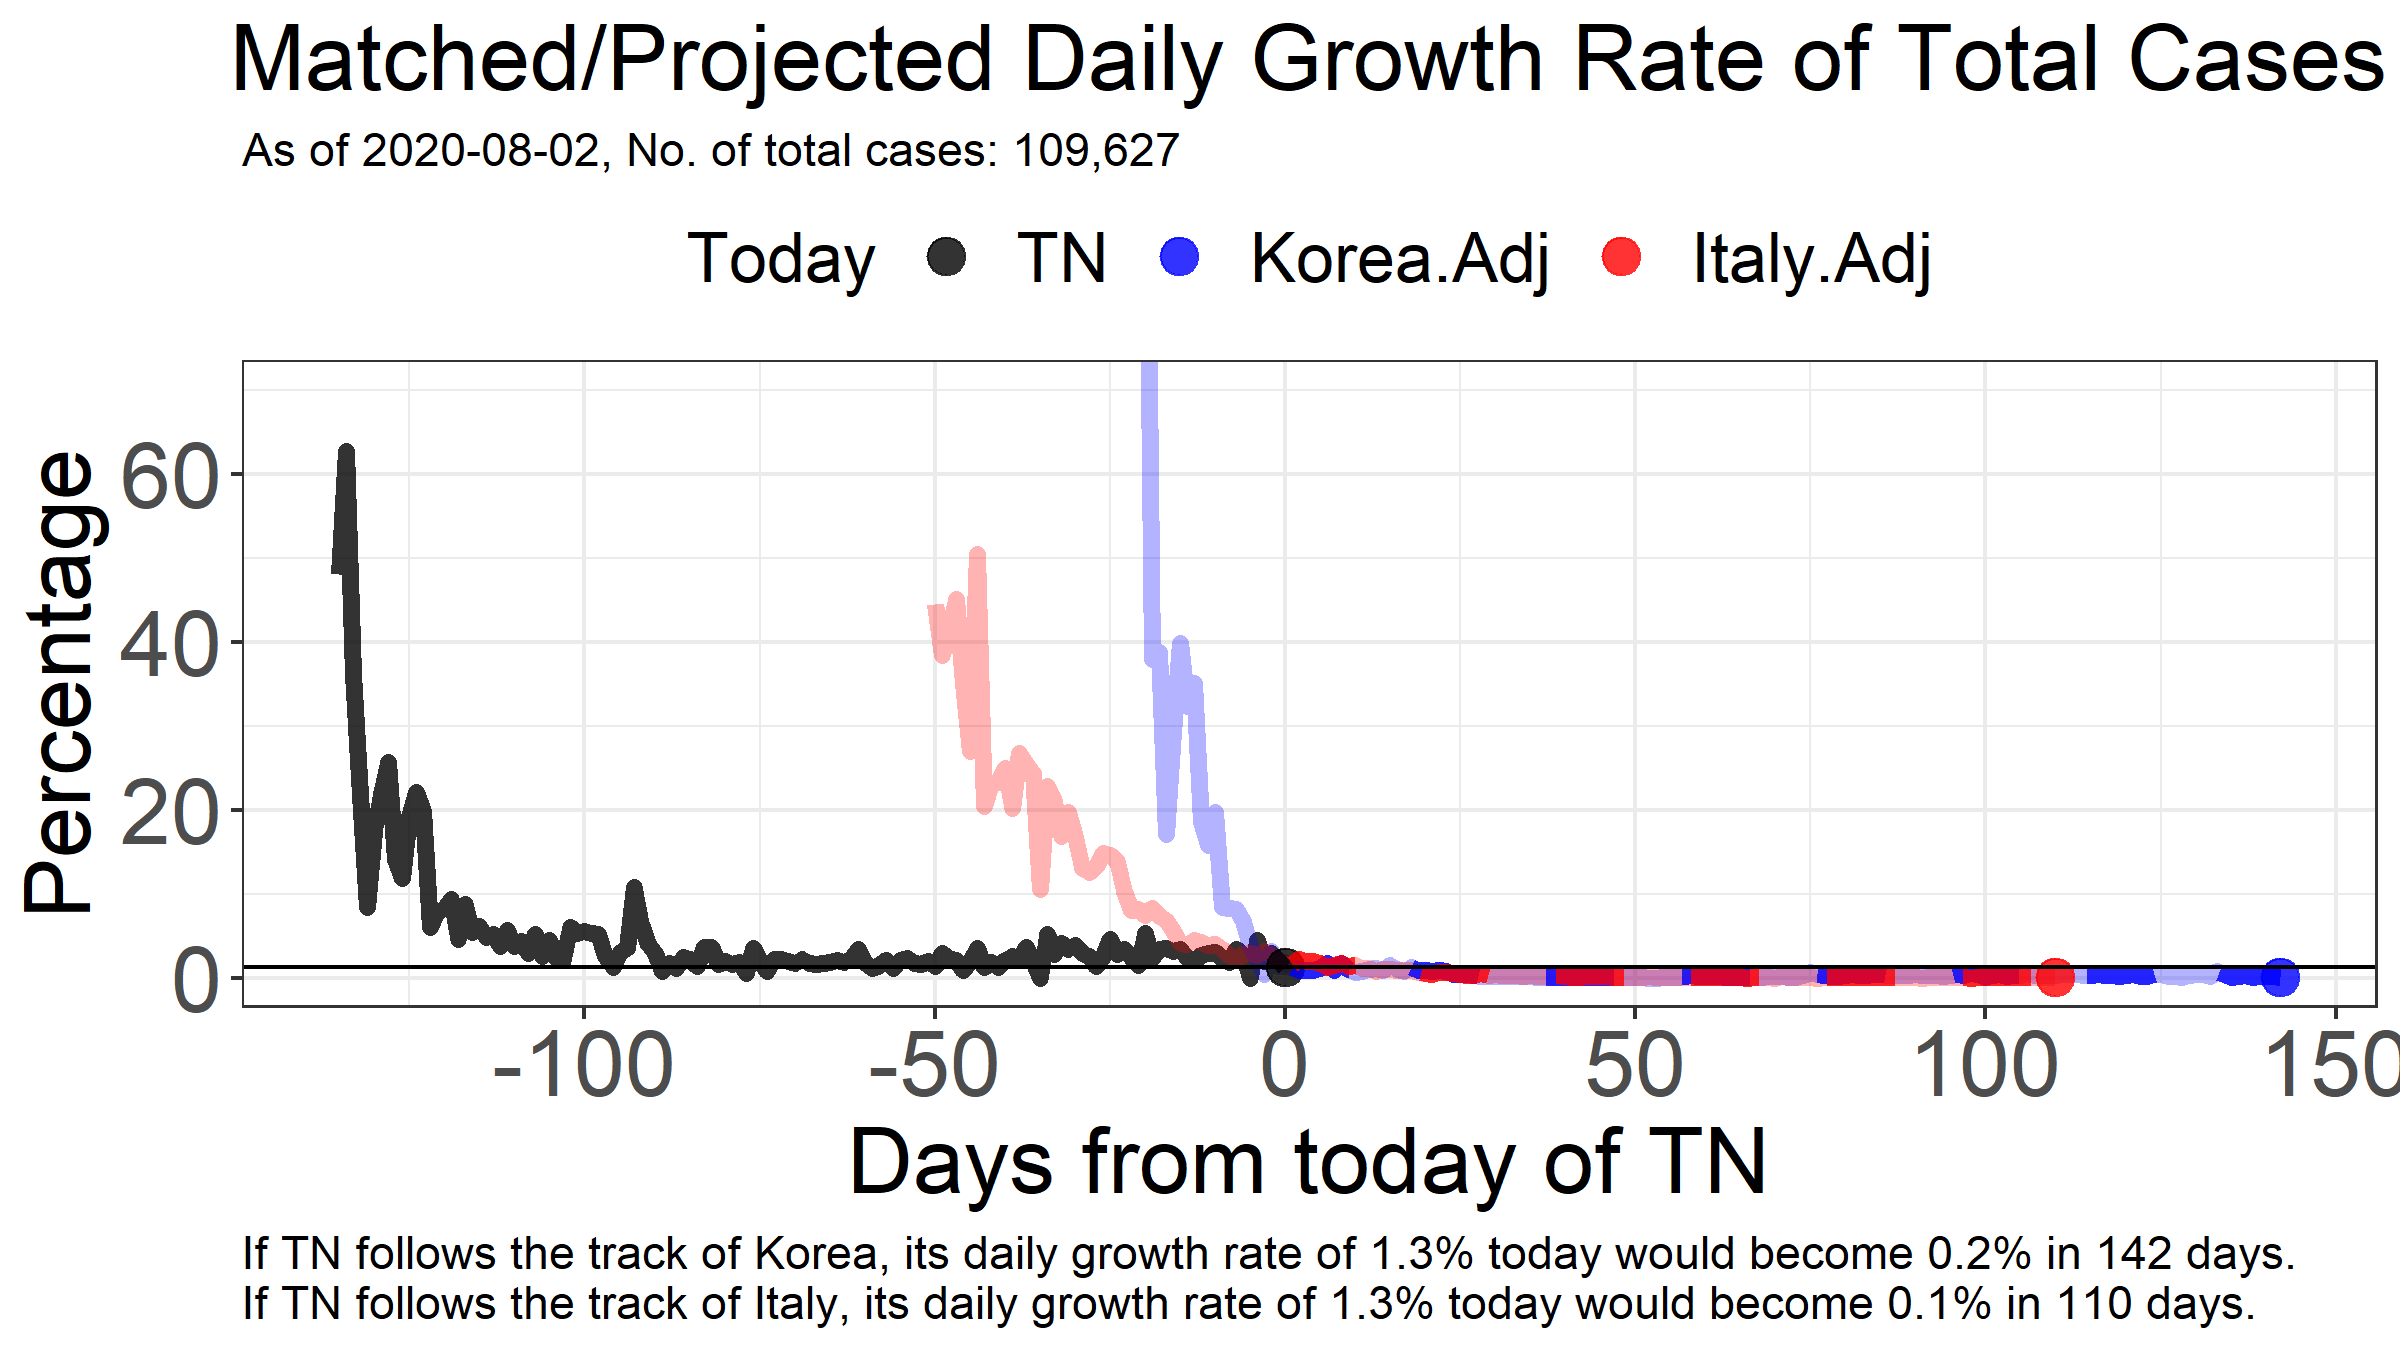 Matched/Projected Daily Growth Rate of Total Cases
As of 2020-08-02, No. of total cases: 109,627
Today TN Korea.Adj Italy.Adj
Percentage
60
40
20
0
-100 -50 0 50 100 150
Days from today of TN
If TN follows the track of Korea, its daily growth rate of 1.3% today would become 0.2% in 142 days.
If TN follows the track of Italy, its daily growth rate of 1.3% today would become 0.1% in 110 days.